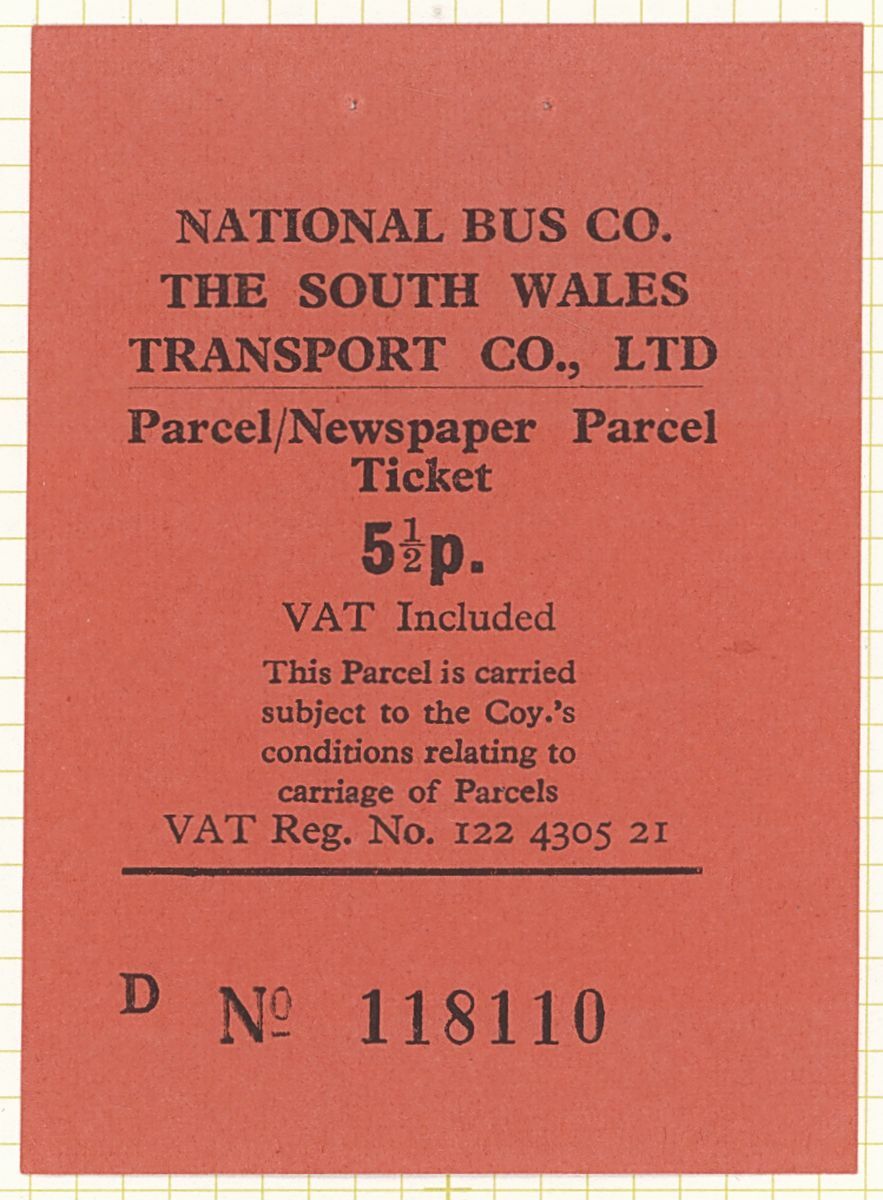 NATIONAL BUS CO.
THE SOUTH WALES
TRANSPORT CO., LTD
Parcel/Newspaper Parcel
Ticket
5½p.
VAT Included
This Parcel is carried
subject to the Coy.'s
conditions relating to
carriage of Parcels
VAT Reg. No. 122 4305 21
D Nº 118110